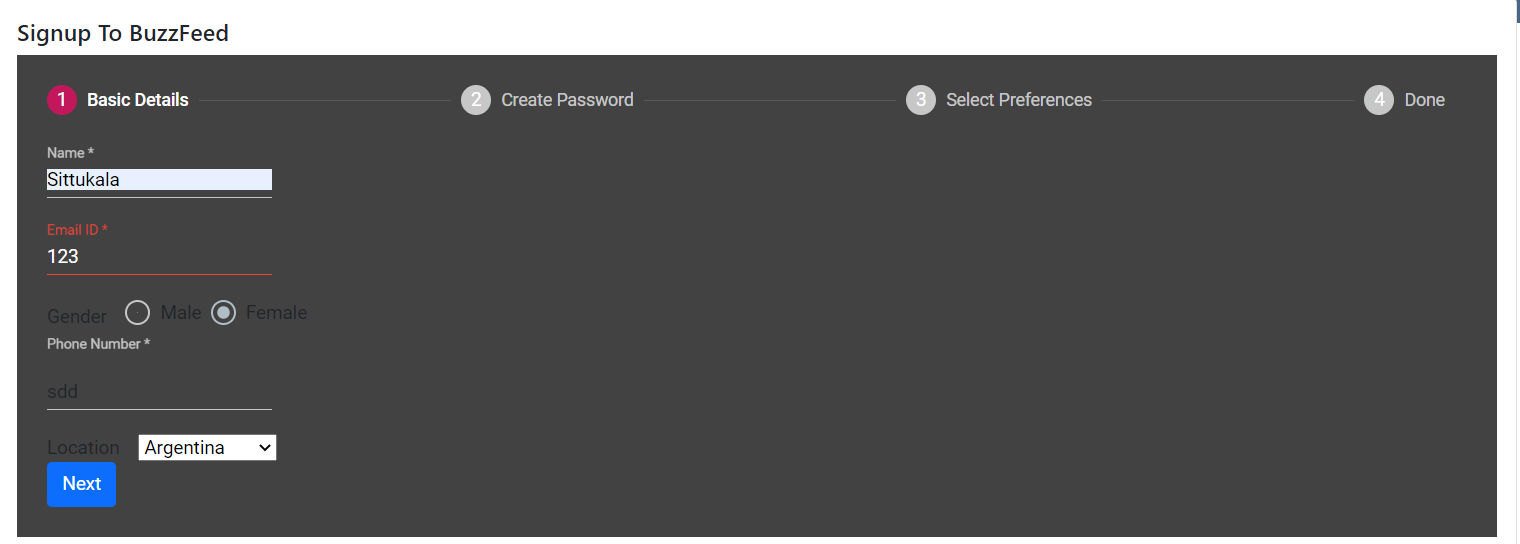 Signup To BuzzFeed
1 Basic Details 2 Create Password 3 Select Preferences 4 Done
Name *
Sittukala
Email ID *
123
Gender Male Female
Phone Number *
sdd
Location Argentina
Next